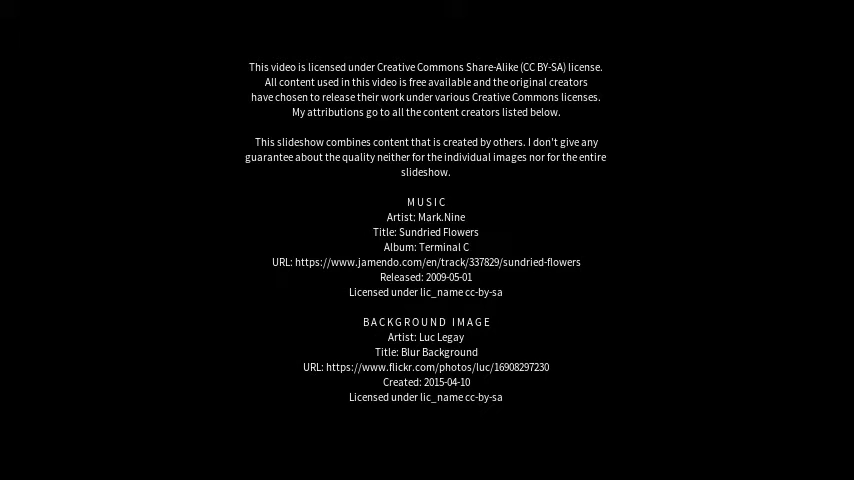 This video is licensed under Creative Commons Share-Alike (CC BY-SA) license.
All content used in this video is free available and the original creators
have chosen to release their work under various Creative Commons licenses.
My attributions go to all the content creators listed below.
This slideshow combines content that is created by others. I don't give any
guarantee about the quality neither for the individual images nor for the entire
slideshow.
MUSIC
Artist: Mark.Nine
Title: Sundried Flowers
Album: Terminal C
URL: https://www.jamendo.com/en/track/337829/sundried-flowers
Released: 2009-05-01
Licensed under lic_name cc-by-sa
BACKGROUND IMAGE
Artist: Luc Legay
Title: Blur Background
URL: https://www.flickr.com/photos/luc/16908297230
Created: 2015-04-10
Licensed under lic_name cc-by-sa